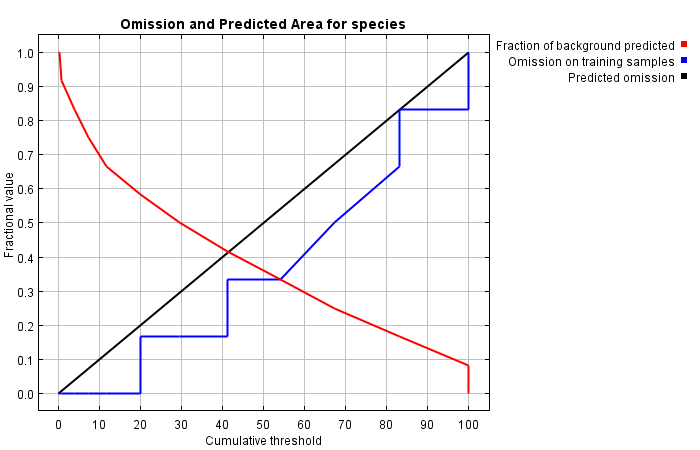 Omission and Predicted Area for species
Fraction of background predicted
Omission on training samples
Predicted omission
Fractional value
1.0
0.9
0.8
0.7
0.6
0.5
0.4
0.3
0.2
0.1
0.0
0 10 20 30 40 50 60 70 80 90 100
Cumulative threshold